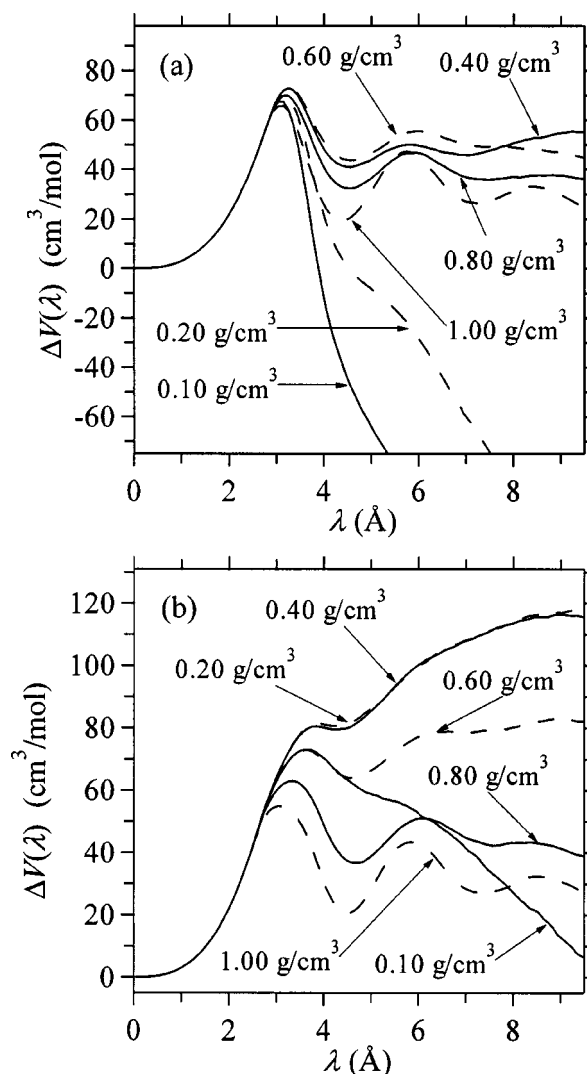 (a)
0.60 g/cm³
0.40 g/cm³
80
60
40
20
0
-20
-40
-60
ΔV(λ) (cm³/mol)
0.80 g/cm³
1.00 g/cm³
0.20 g/cm³
0.10 g/cm³
0 2 4 6 8
λ (Å)
(b)
0.40 g/cm³
0.20 g/cm³
0.60 g/cm³
120
100
80
60
40
20
0
ΔV(λ) (cm³/mol)
0.80 g/cm³
1.00 g/cm³
0.10 g/cm³
0 2 4 6 8
λ (Å)